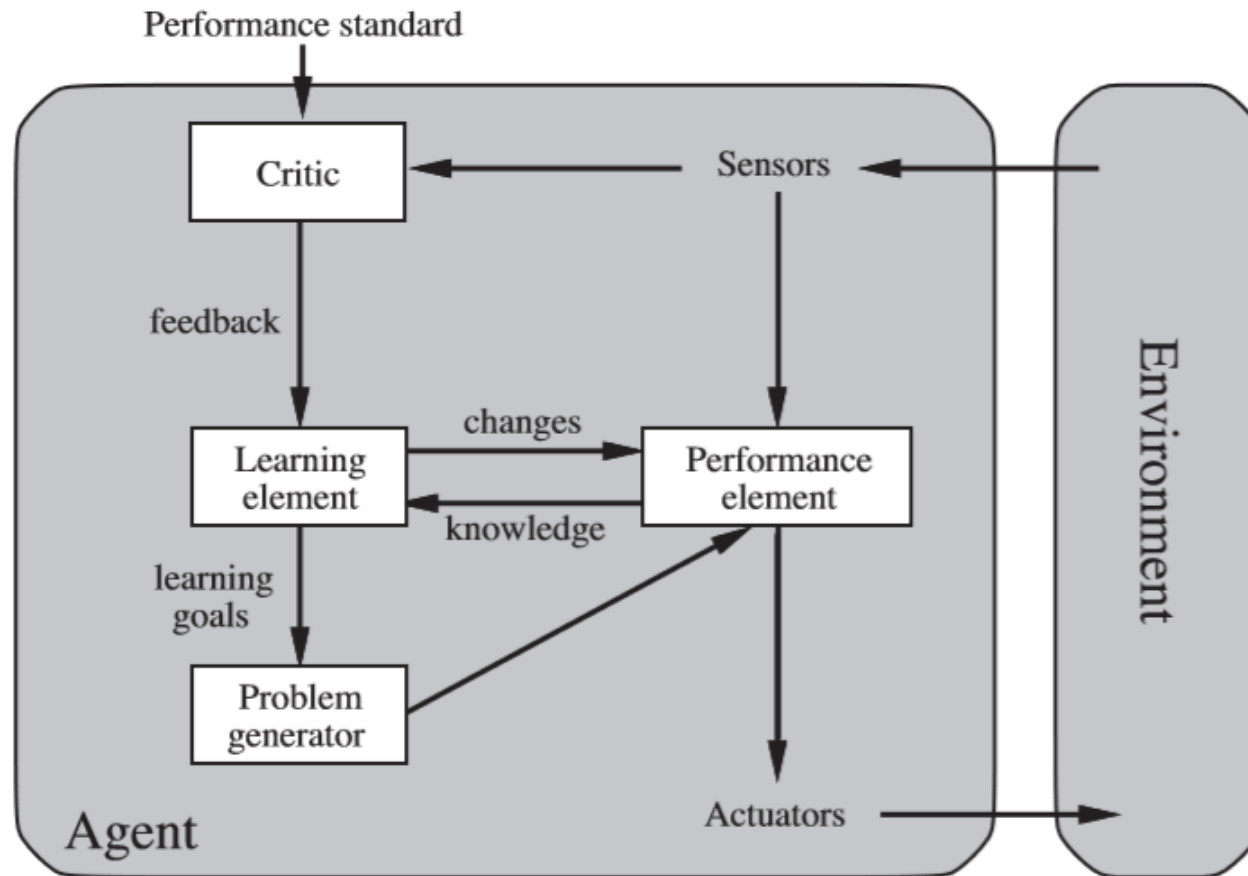 Performance standard
Critic
Sensors
feedback
Environment
changes
Learning
element
Performance
element
knowledge
learning
goals
Problem
generator
Actuators
Agent